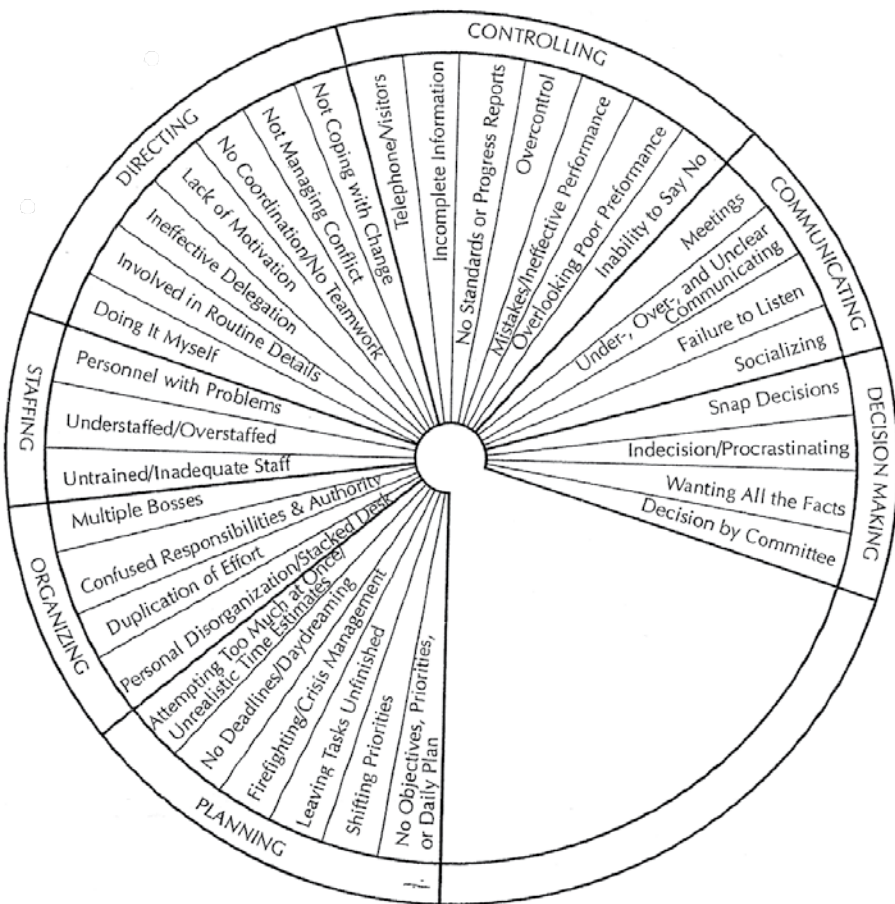 CONTROLLING
Telephone/Visitors
Incomplete Information
No Standards or Progress Reports
Overcontrol
Mistakes/Ineffective Performance
Overlooking Poor Preformance
Inability to Say No
COMMUNICATING
Meetings
Under-, Over-, and Unclear
Communicating
Failure to Listen
Socializing
DECISION MAKING
Snap Decisions
Indecision/Procrastinating
Wanting All the Facts
Decision by Committee
PLANNING
No Objectives, Priorities,
or Daily Plan
Shifting Priorities
Leaving Tasks Unfinished
Firefighting/Crisis Management
No Deadlines/Daydreaming
Attempting Too Much at Once/
Unrealistic Time Estimates
ORGANIZING
Personal Disorganization/Stacked Desk
Duplication of Effort
Confused Responsibilities & Authority
Multiple Bosses
STAFFING
Untrained/Inadequate Staff
Understaffed/Overstaffed
Personnel with Problems
DIRECTING
Doing It Myself
Involved in Routine Details
Ineffective Delegation
Lack of Motivation
No Coordination/No Teamwork
Not Managing Conflict
Not Coping with Change